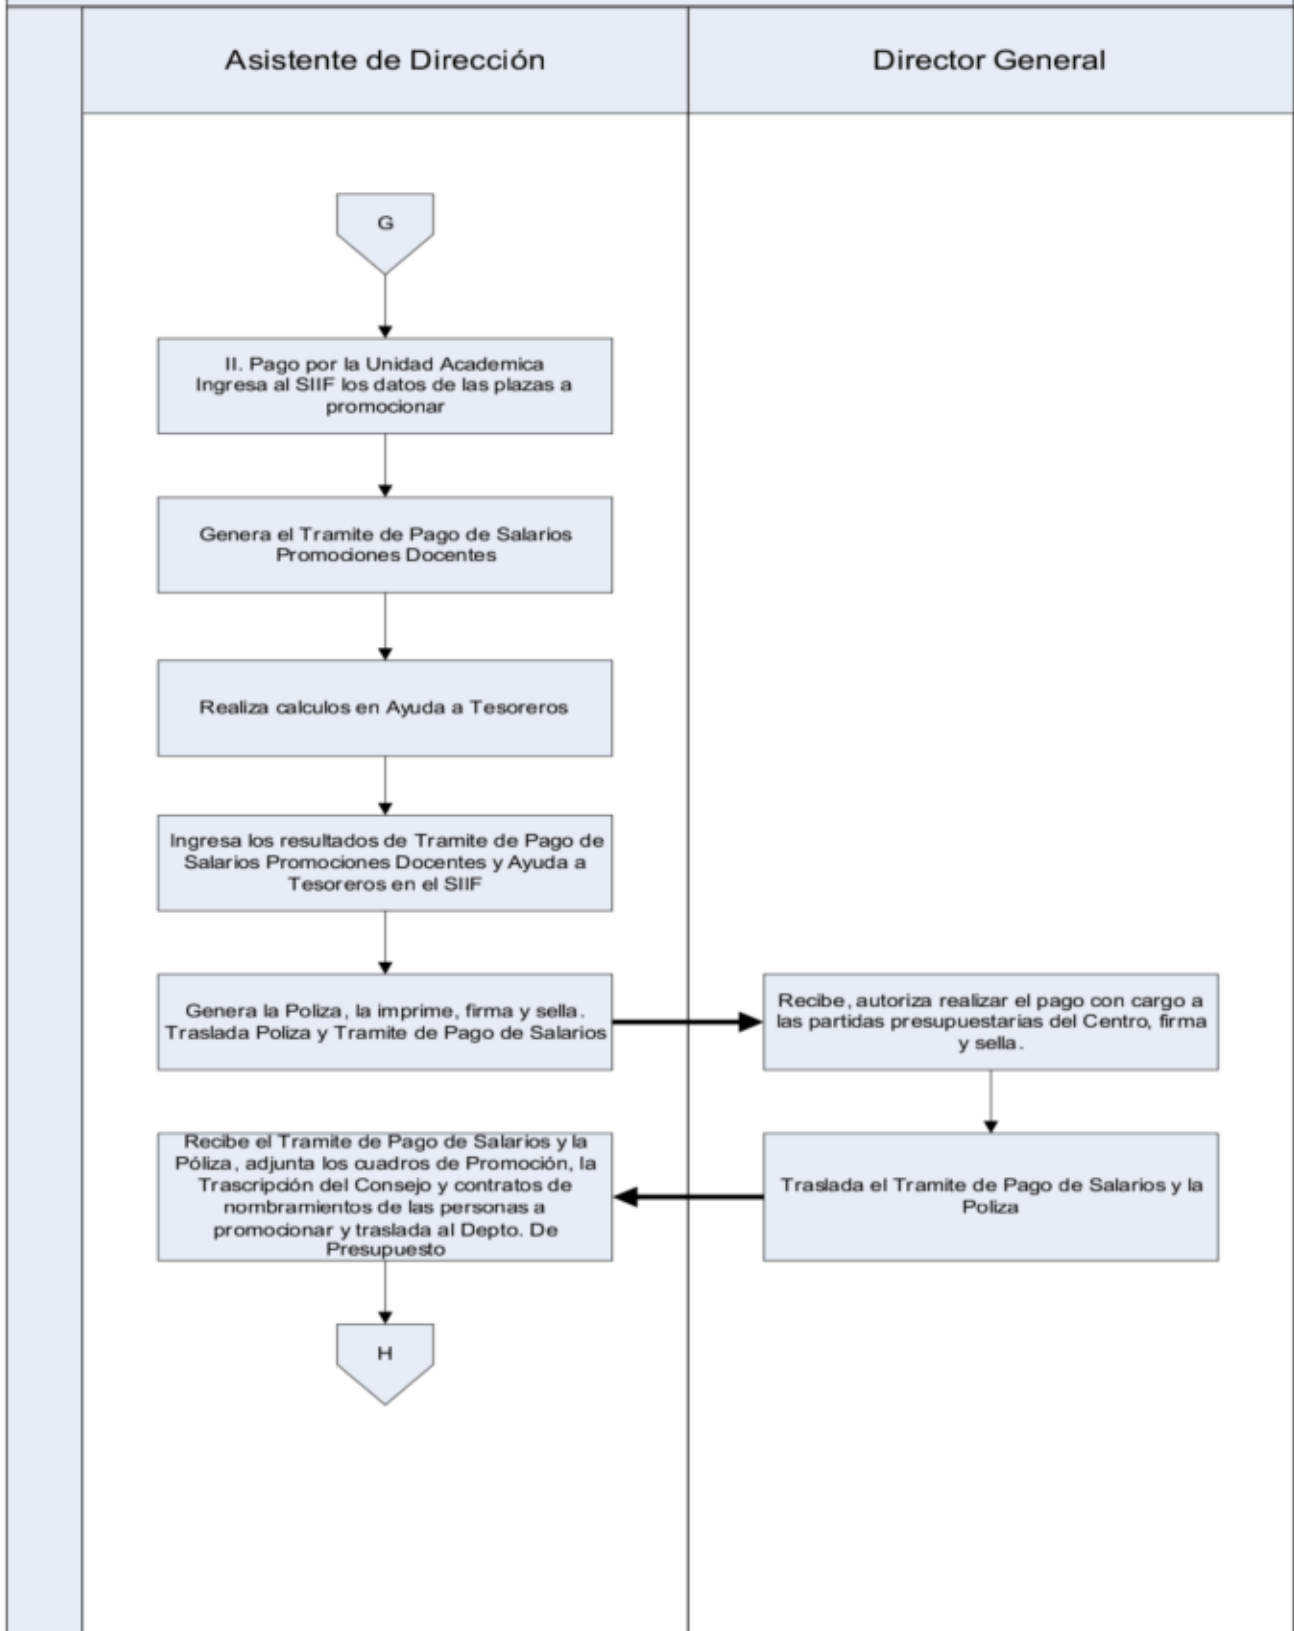 Asistente de Dirección
Director General
G
II. Pago por la Unidad Academica
Ingresa al SIIF los datos de las plazas a
promocionar
Genera el Tramite de Pago de Salarios
Promociones Docentes
Realiza calculos en Ayuda a Tesoreros
Ingresa los resultados de Tramite de Pago de
Salarios Promociones Docentes y Ayuda a
Tesoreros en el SIIF
Genera la Poliza, la imprime, firma y sella.
Traslada Poliza y Tramite de Pago de Salarios
Recibe, autoriza realizar el pago con cargo a
las partidas presupuestarias del Centro, firma
y sella.
Traslada el Tramite de Pago de Salarios y la
Poliza
Recibe el Tramite de Pago de Salarios y la
Póliza, adjunta los cuadros de Promoción, la
Trascripción del Consejo y contratos de
nombramientos de las personas a
promocionar y traslada al Depto. De
Presupuesto
H